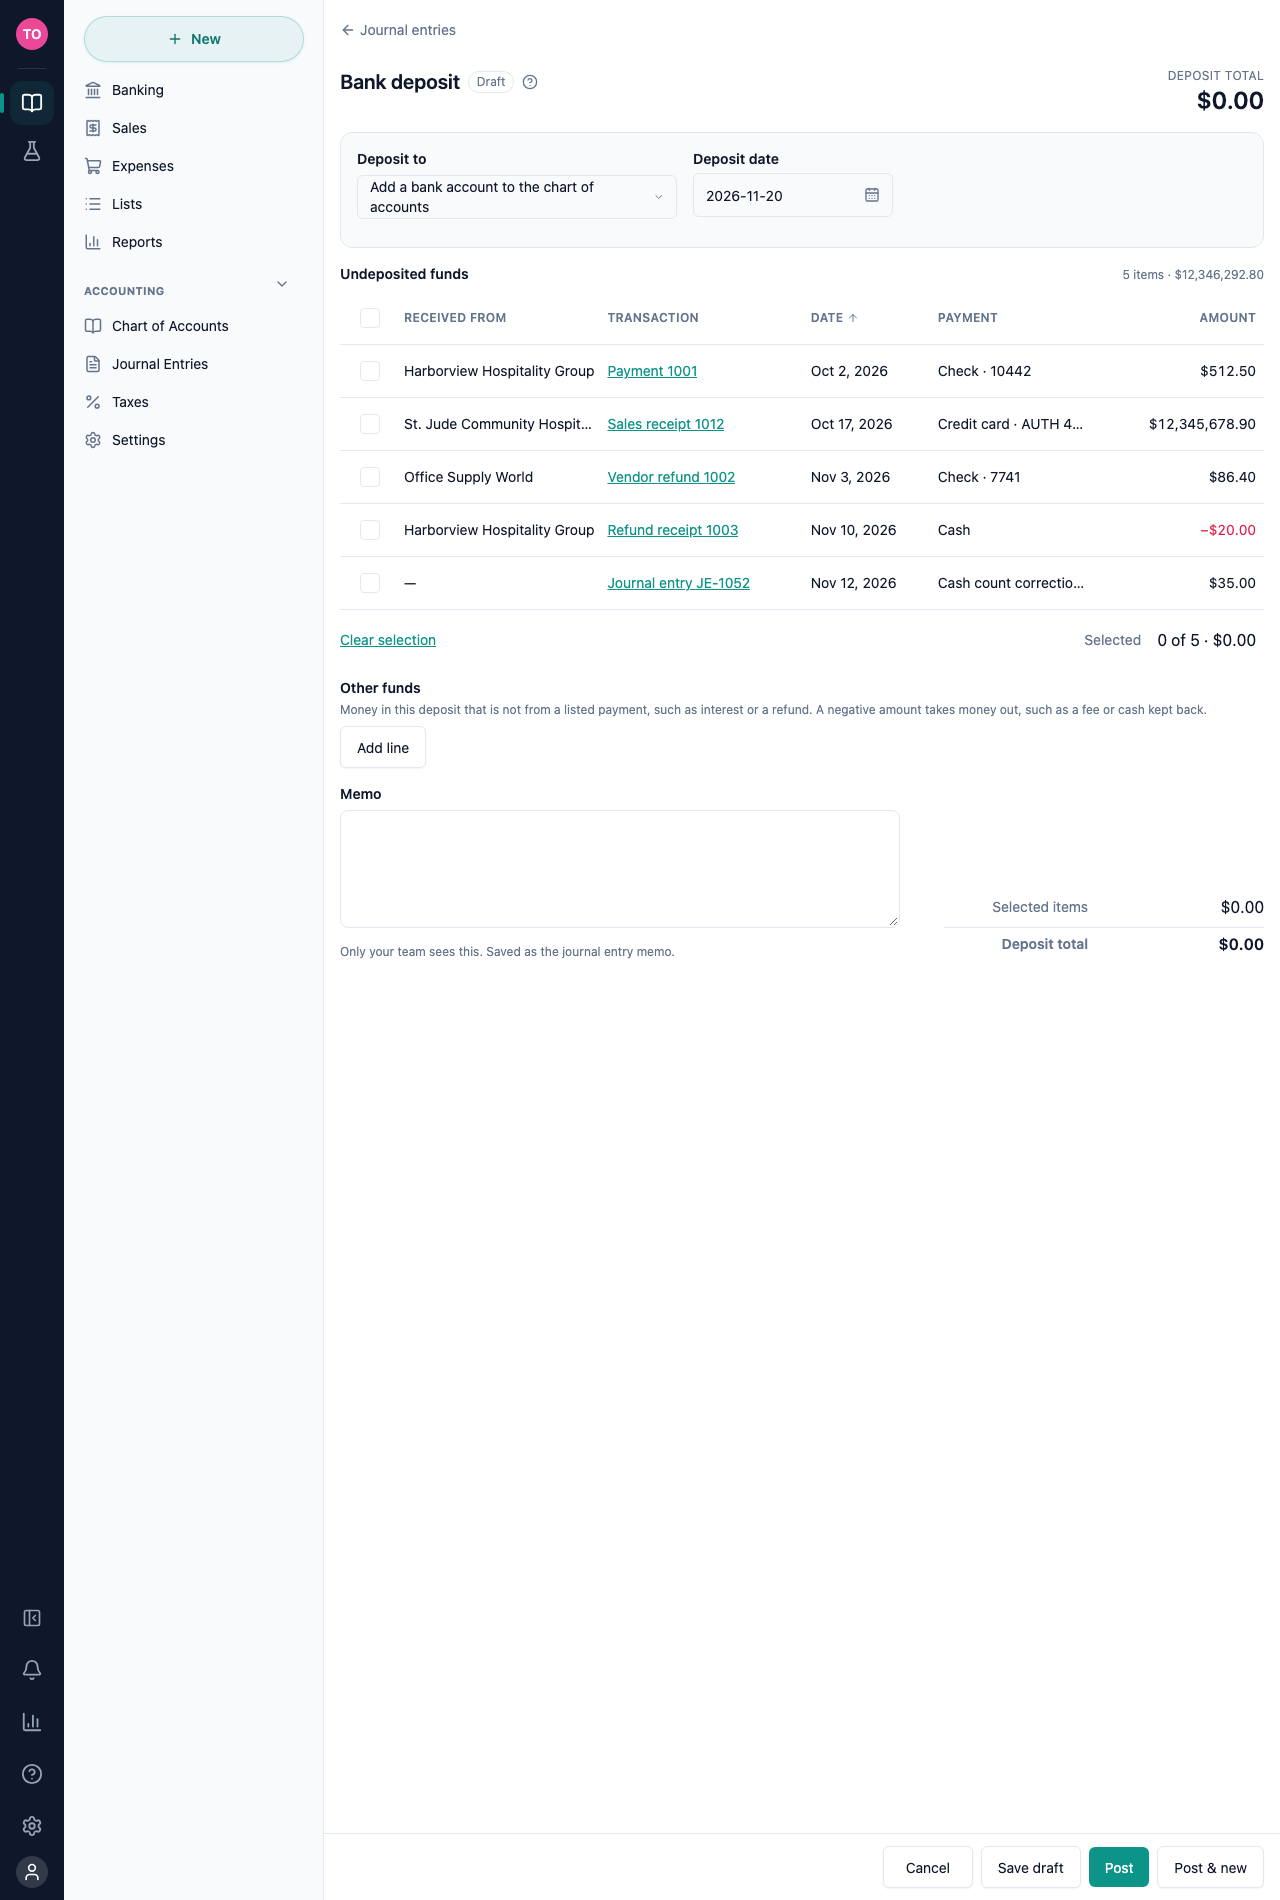 TO
New
Banking
Sales
Expenses
Lists
Reports
ACCOUNTING
Chart of Accounts
Journal Entries
Taxes
Settings
Journal entries
Bank deposit
Draft
DEPOSIT TOTAL
$0.00
Deposit to
Add a bank account to the chart of
accounts
Deposit date
2026-11-20
Undeposited funds
5 items · $12,346,292.80
RECEIVED FROM TRANSACTION DATE PAYMENT AMOUNT
Harborview Hospitality Group Payment 1001 Oct 2, 2026 Check · 10442 $512.50
St. Jude Community Hospit... Sales receipt 1012 Oct 17, 2026 Credit card · AUTH 4... $12,345,678.90
Office Supply World Vendor refund 1002 Nov 3, 2026 Check · 7741 $86.40
Harborview Hospitality Group Refund receipt 1003 Nov 10, 2026 Cash −$20.00
— Journal entry JE-1052 Nov 12, 2026 Cash count correctio... $35.00
Clear selection
Selected 0 of 5 · $0.00
Other funds
Money in this deposit that is not from a listed payment, such as interest or a refund. A negative amount takes money out, such as a fee or cash kept back.
Add line
Memo
Only your team sees this. Saved as the journal entry memo.
Selected items $0.00
Deposit total $0.00
Cancel
Save draft
Post
Post & new